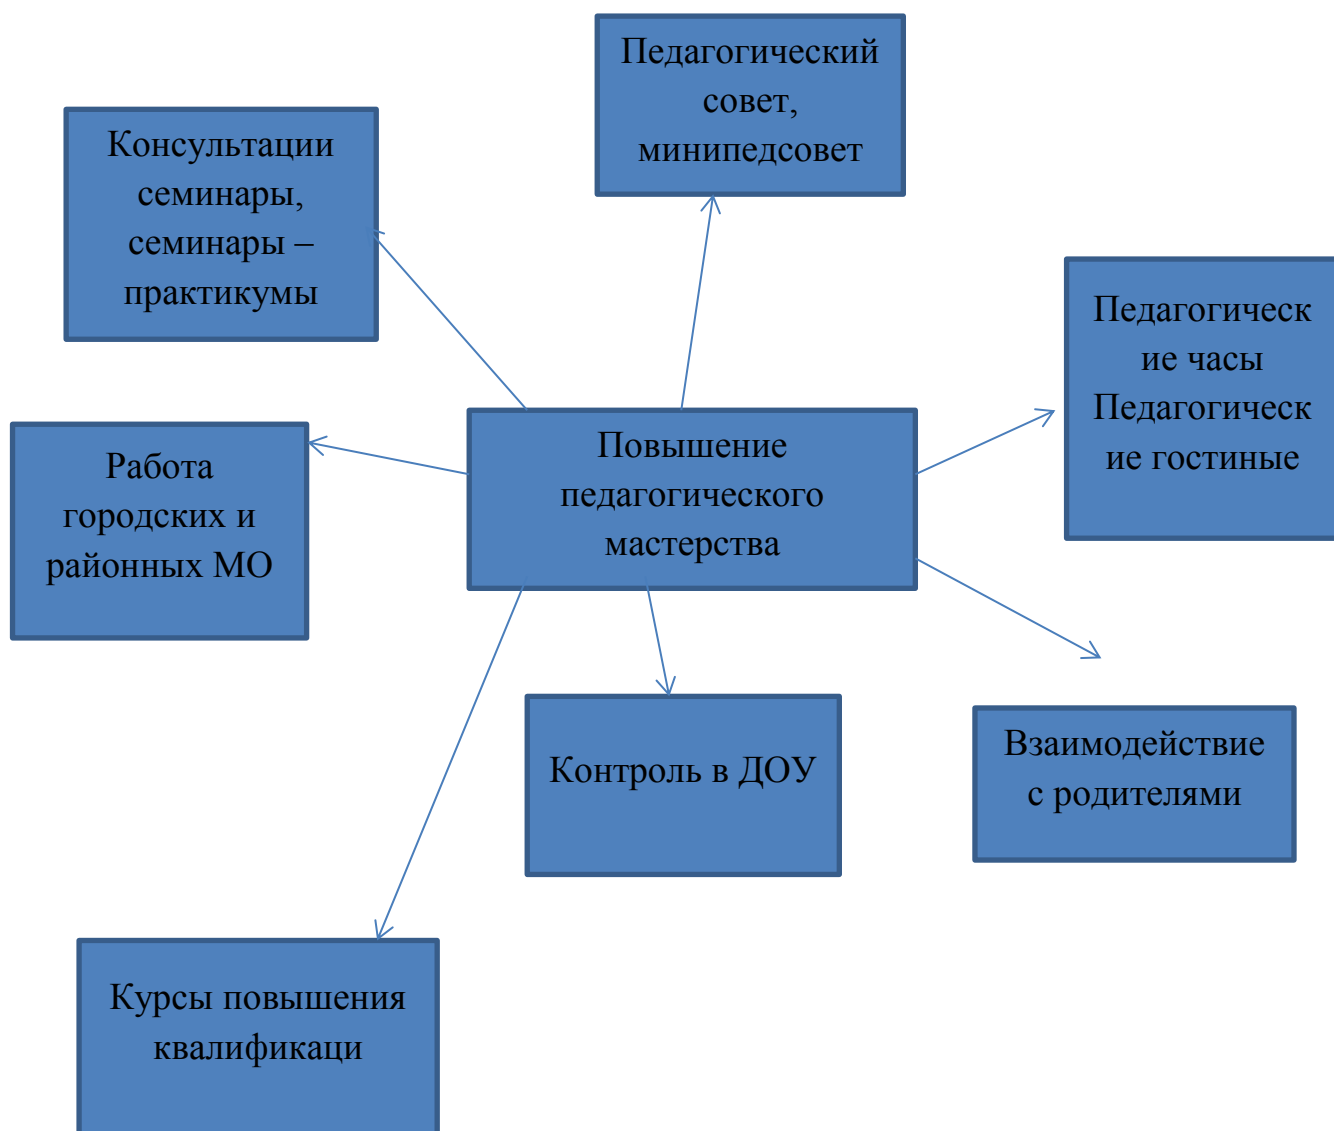 Педагогический
совет,
минипедсовет
Консультации
семинары,
семинары –
практикумы
Педагогическ
ие часы
Педагогическ
ие гостиные
Работа
городских и
районных МО
Повышение
педагогического
мастерства
Контроль в ДОУ
Взаимодействие
с родителями
Курсы повышения
квалификаци